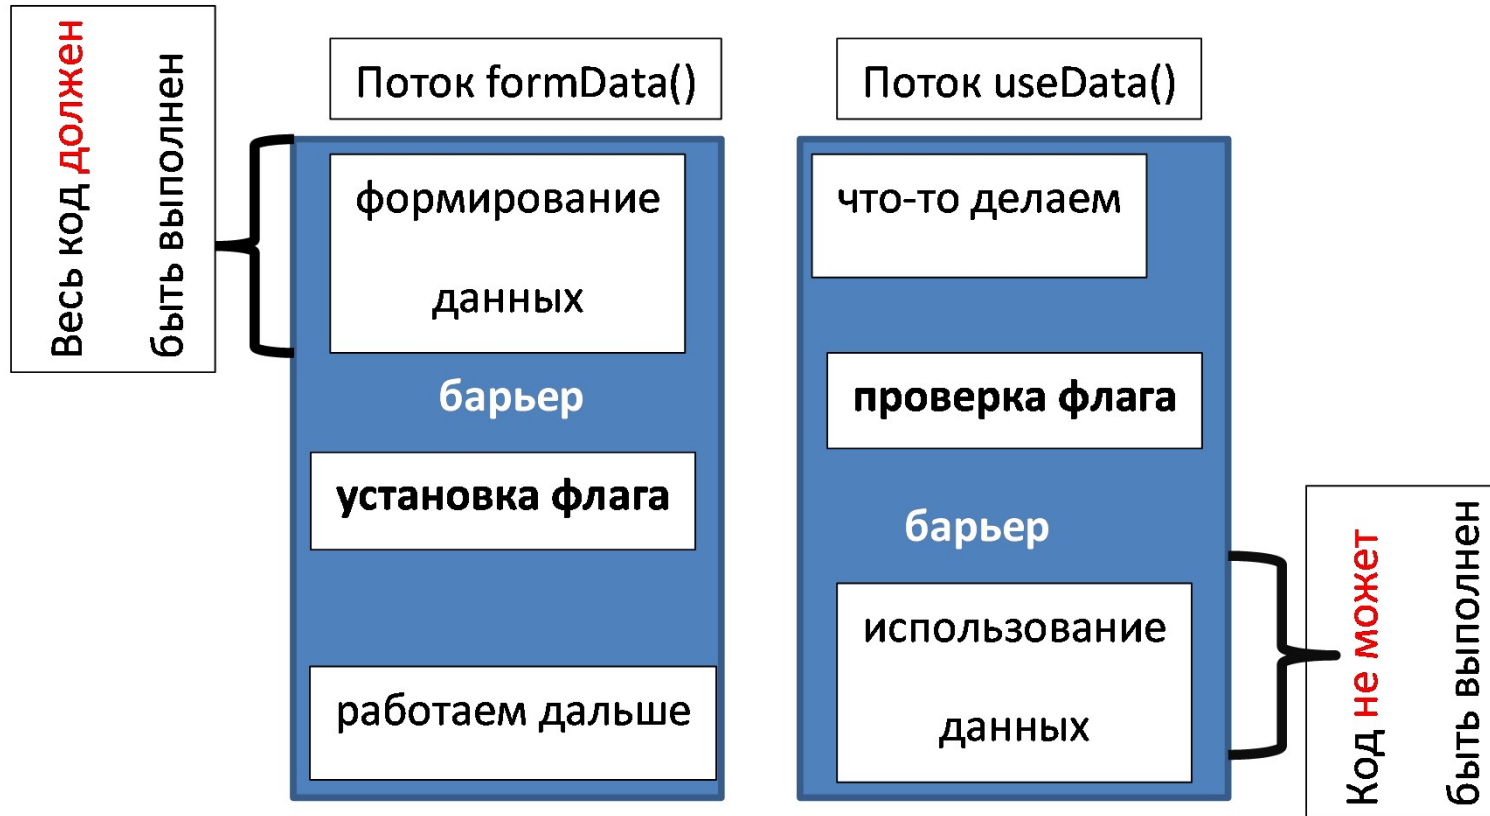 Весь код должен
быть выполнен
Поток formData()
формирование
данных
барьер
установка флага
работаем дальше
Поток useData()
что-то делаем
проверка флага
барьер
использование
данных
Код не может
быть выполнен